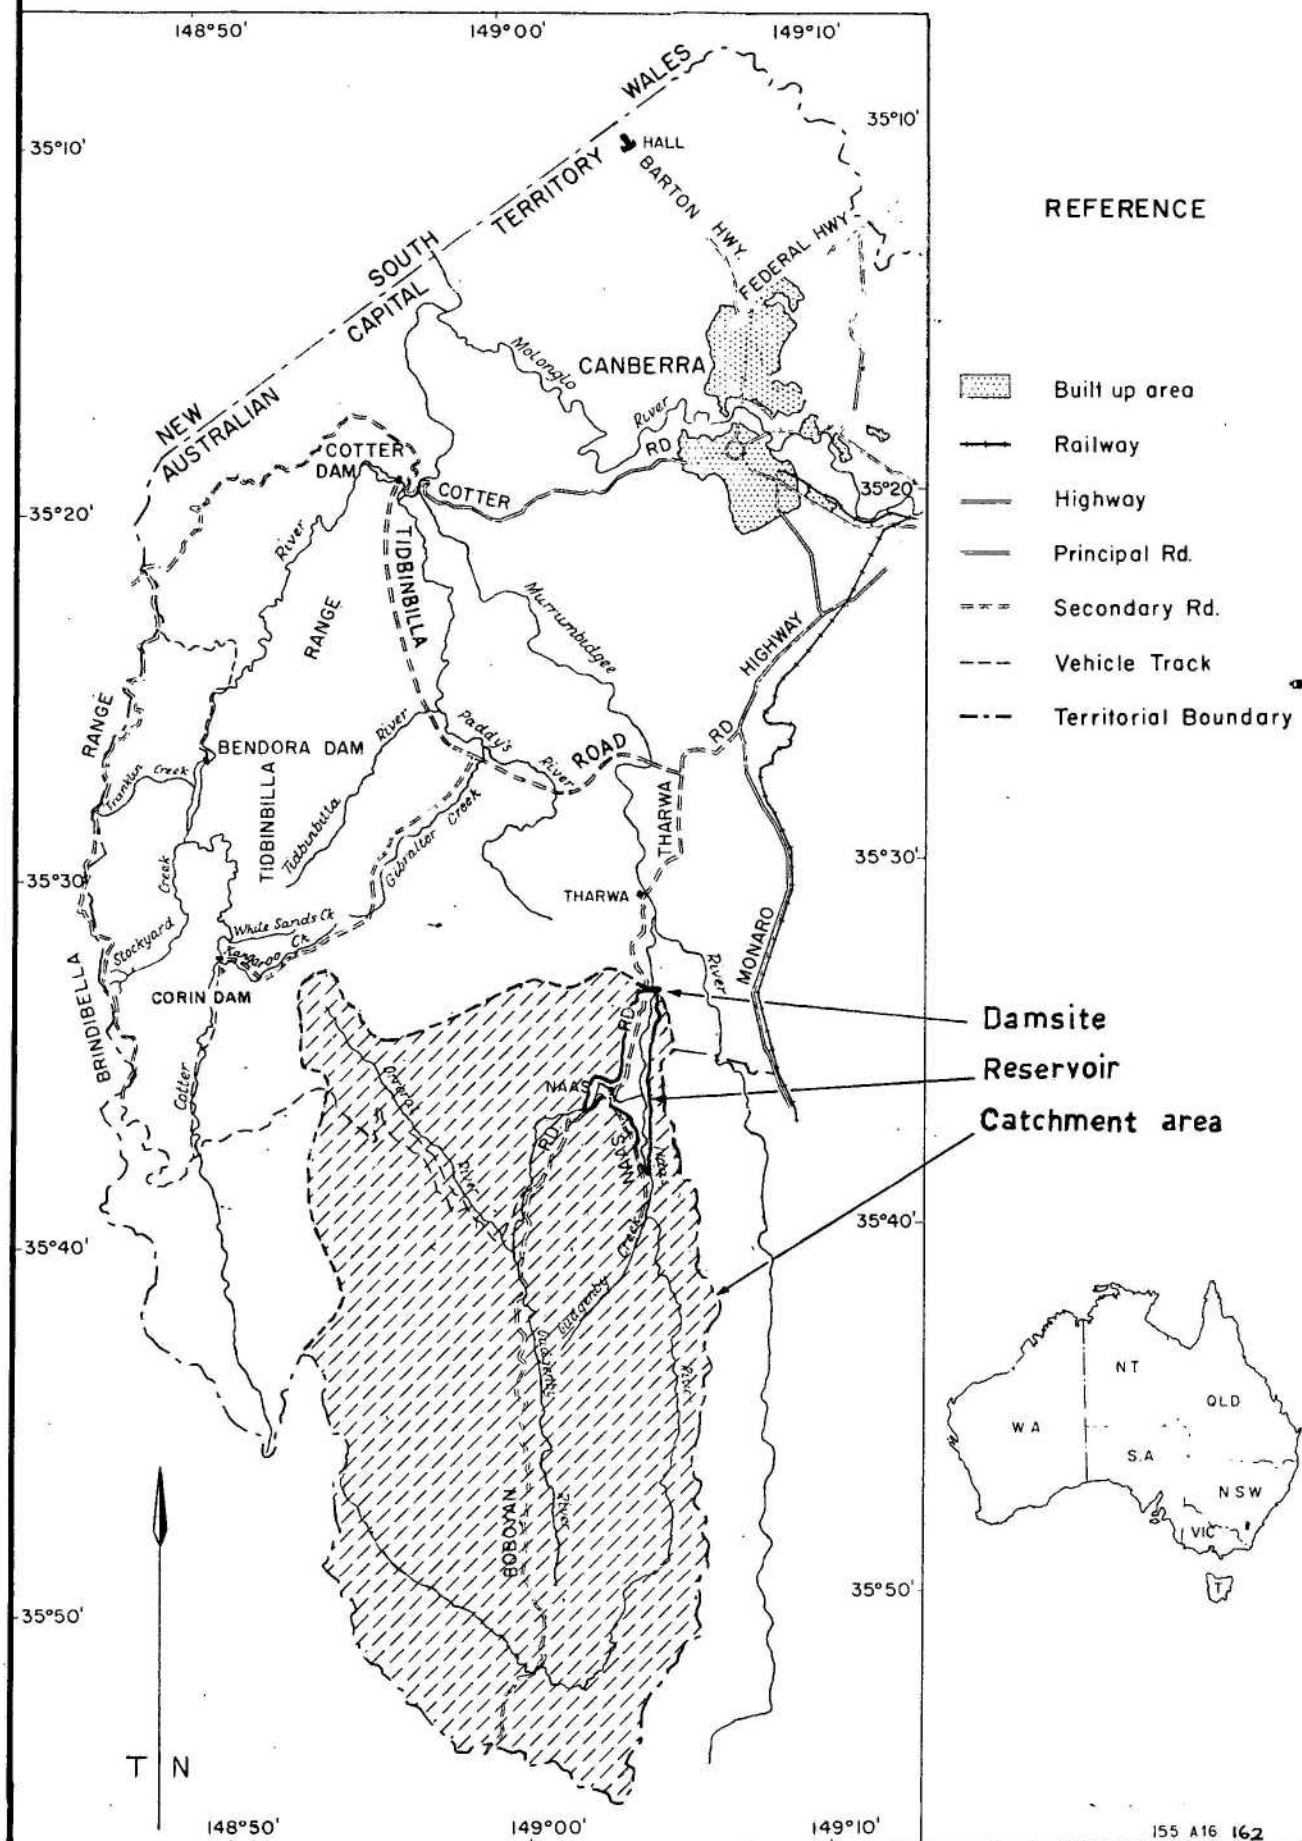 148°50'
149°00'
149°10'
35°10'
35°10'
NEW SOUTH WALES
AUSTRALIAN CAPITAL TERRITORY
HALL
BARTON HWY.
FEDERAL HWY
CANBERRA
Molonglo River
COTTER DAM
COTTER RD
35°20'
35°20'
River
TIDBINBILLA
RANGE
Murrumbudgee
HIGHWAY
RANGE
BENDORA DAM
River
Paddy's
River
ROAD
RD
Franklin Creek
TIDBINBILLA
Tidbinbilla
Gibralter Creek
THARWA
35°30'
35°30'
Creek
Stockyard
White Sands Ck
Kangaroo Ck
THARWA
River
MONARO
BRINDIBELLA
CORIN DAM
Cotter
RD
NAAS
Orroral
River
RD
NAAS
Naas
35°40'
35°40'
Creek
Gudgenby
Gudgenby
River
River
BOBOYAN
35°50'
35°50'
T N
148°50'
149°00'
149°10'
REFERENCE
Built up area
Railway
Highway
Principal Rd.
Secondary Rd.
Vehicle Track
Territorial Boundary
Damsite
Reservoir
Catchment area
NT
QLD
W A
S.A
N S W
VIC
T
155 A16 162